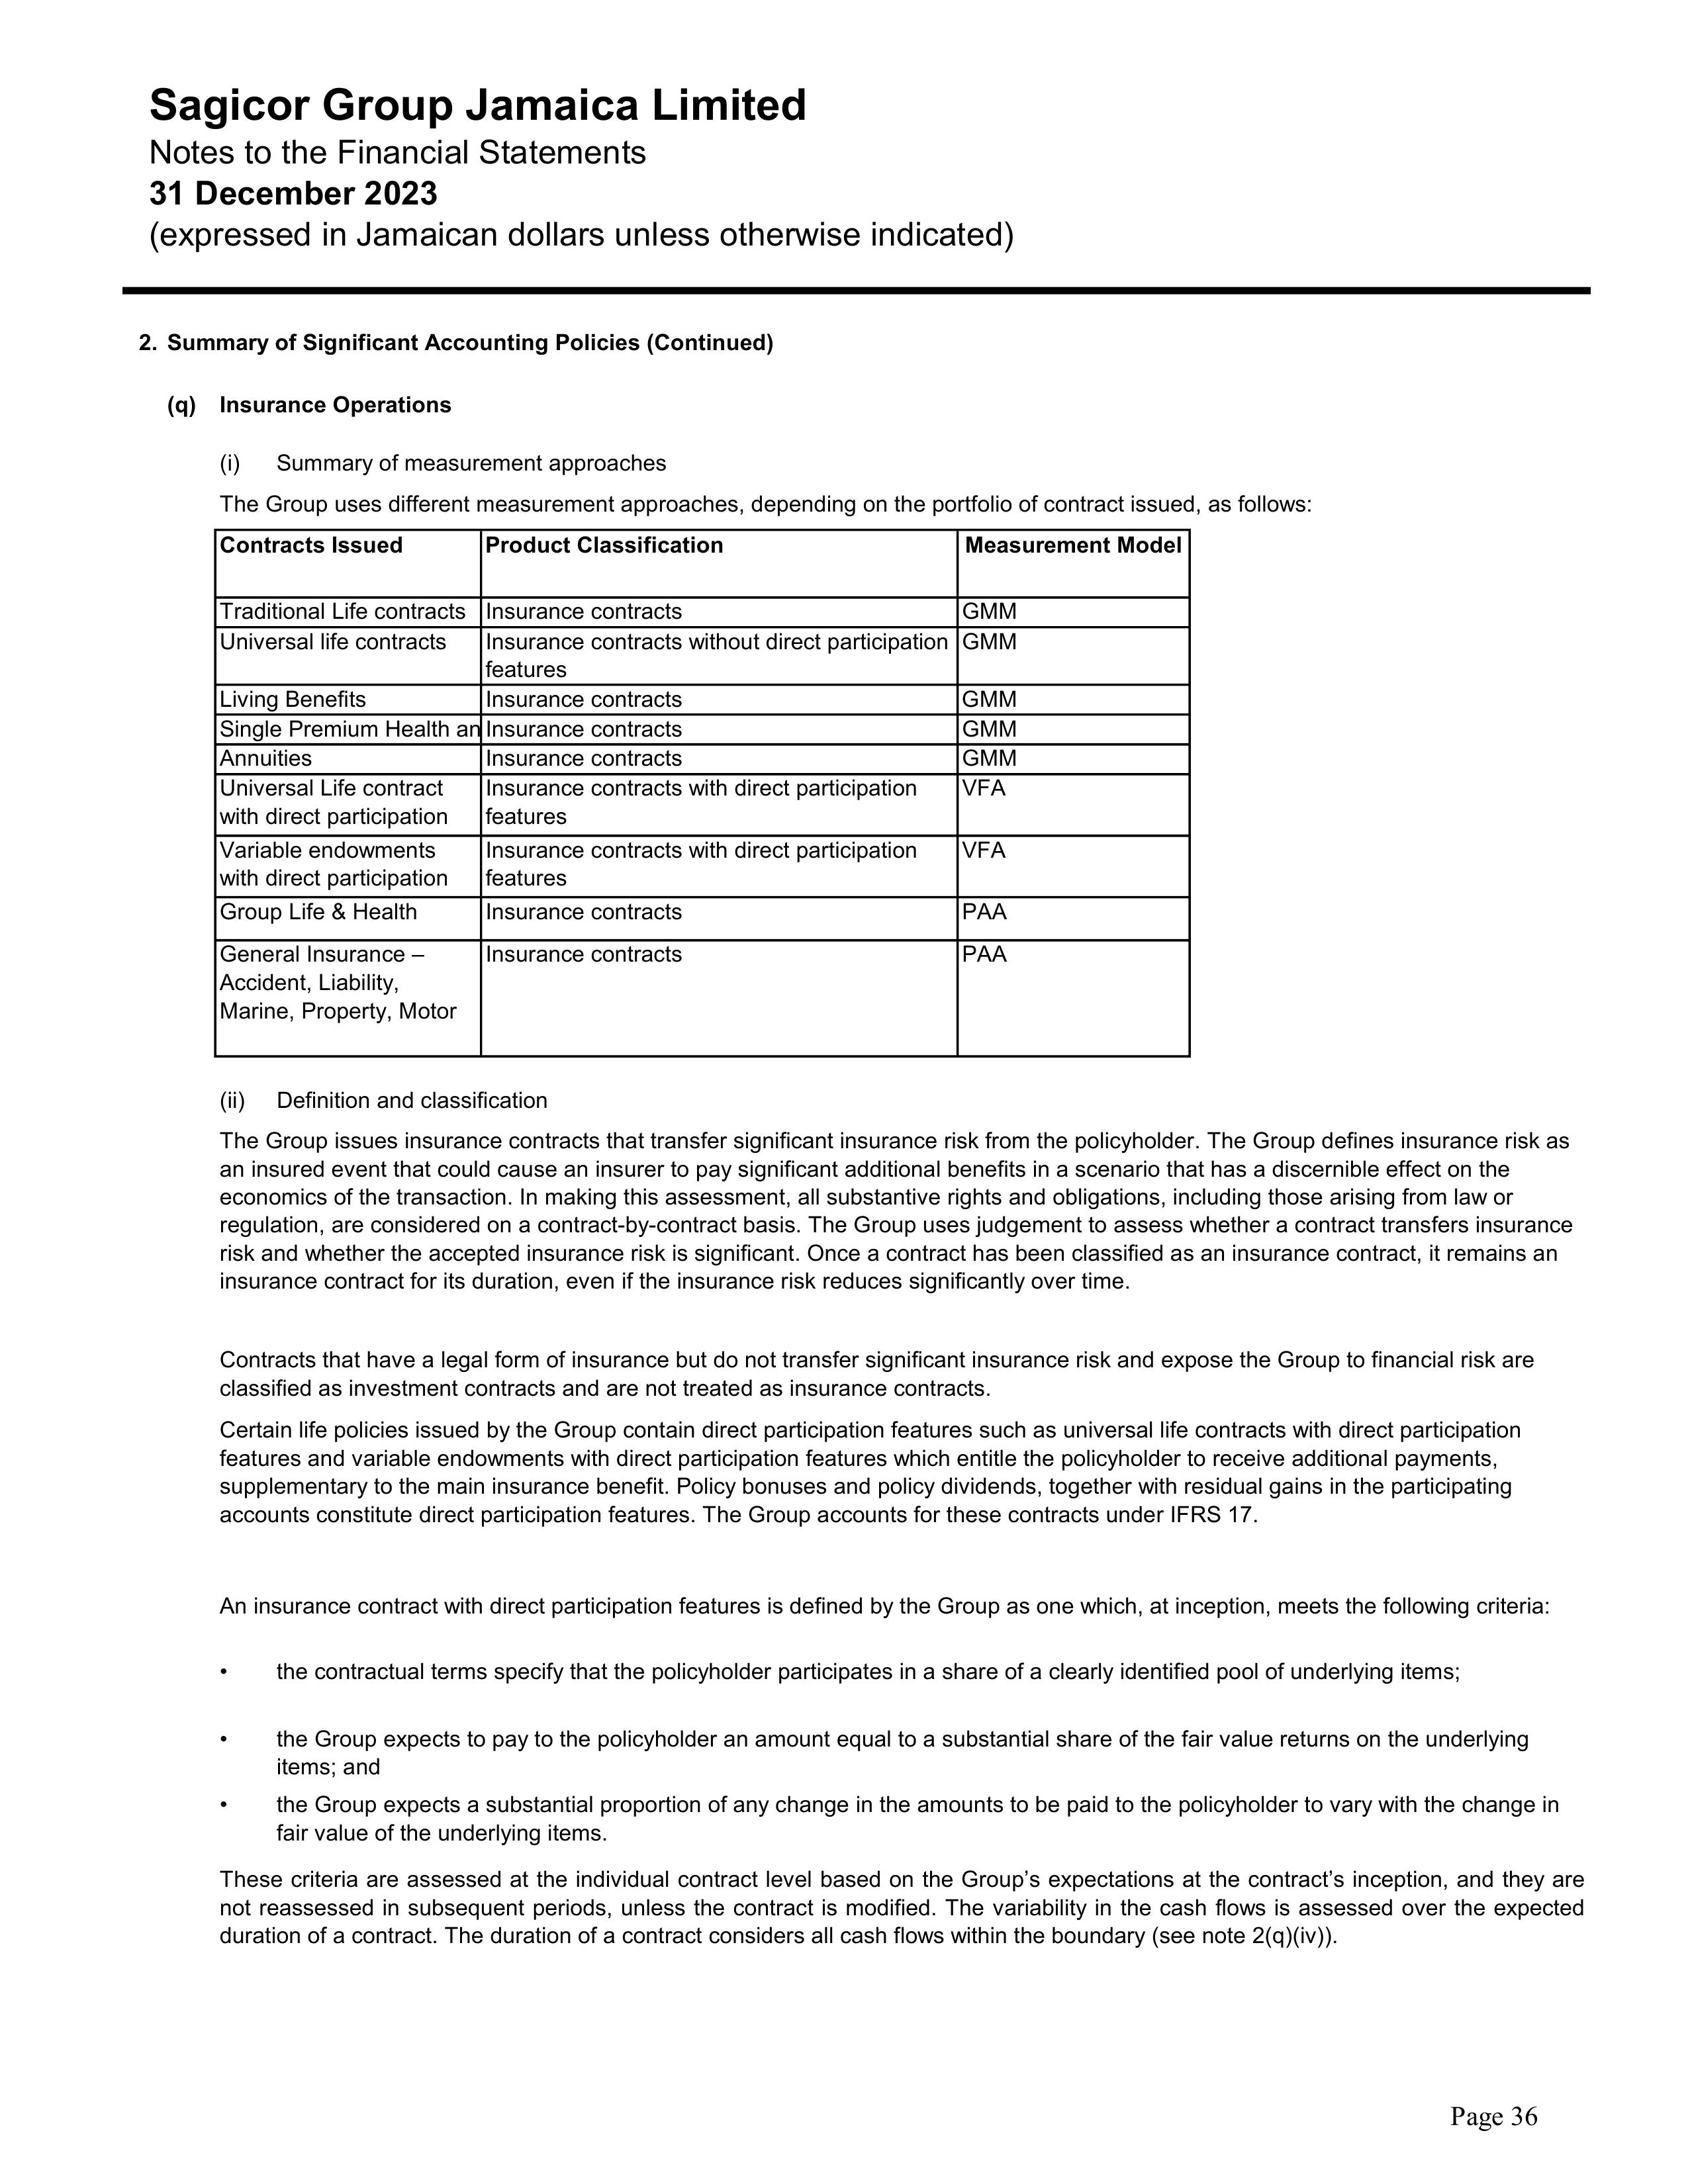 Sagicor Group Jamaica Limited
Notes to the Financial Statements
31 December 2023
(expressed in Jamaican dollars unless otherwise indicated)
2. Summary of Significant Accounting Policies (Continued)
(q) Insurance Operations
(i) Summary of measurement approaches
The Group uses different measurement approaches, depending on the portfolio of contract issued, as follows:
Contracts Issued Product Classification Measurement Model
Traditional Life contracts Insurance contracts GMM
Universal life contracts Insurance contracts without direct participation GMM
features
Living Benefits Insurance contracts GMM
Single Premium Health an Insurance contracts GMM
Annuities Insurance contracts GMM
Universal Life contract Insurance contracts with direct participation VFA
with direct participation features
Variable endowments Insurance contracts with direct participation VFA
with direct participation features
Group Life & Health Insurance contracts PAA
General Insurance – Insurance contracts PAA
Accident, Liability,
Marine, Property, Motor
(ii) Definition and classification
The Group issues insurance contracts that transfer significant insurance risk from the policyholder. The Group defines insurance risk as
an insured event that could cause an insurer to pay significant additional benefits in a scenario that has a discernible effect on the
economics of the transaction. In making this assessment, all substantive rights and obligations, including those arising from law or
regulation, are considered on a contract-by-contract basis. The Group uses judgement to assess whether a contract transfers insurance
risk and whether the accepted insurance risk is significant. Once a contract has been classified as an insurance contract, it remains an
insurance contract for its duration, even if the insurance risk reduces significantly over time.
Contracts that have a legal form of insurance but do not transfer significant insurance risk and expose the Group to financial risk are
classified as investment contracts and are not treated as insurance contracts.
Certain life policies issued by the Group contain direct participation features such as universal life contracts with direct participation
features and variable endowments with direct participation features which entitle the policyholder to receive additional payments,
supplementary to the main insurance benefit. Policy bonuses and policy dividends, together with residual gains in the participating
accounts constitute direct participation features. The Group accounts for these contracts under IFRS 17.
An insurance contract with direct participation features is defined by the Group as one which, at inception, meets the following criteria:
• the contractual terms specify that the policyholder participates in a share of a clearly identified pool of underlying items;
• the Group expects to pay to the policyholder an amount equal to a substantial share of the fair value returns on the underlying
items; and
• the Group expects a substantial proportion of any change in the amounts to be paid to the policyholder to vary with the change in
fair value of the underlying items.
These criteria are assessed at the individual contract level based on the Group’s expectations at the contract’s inception, and they are
not reassessed in subsequent periods, unless the contract is modified. The variability in the cash flows is assessed over the expected
duration of a contract. The duration of a contract considers all cash flows within the boundary (see note 2(q)(iv)).
Page 36